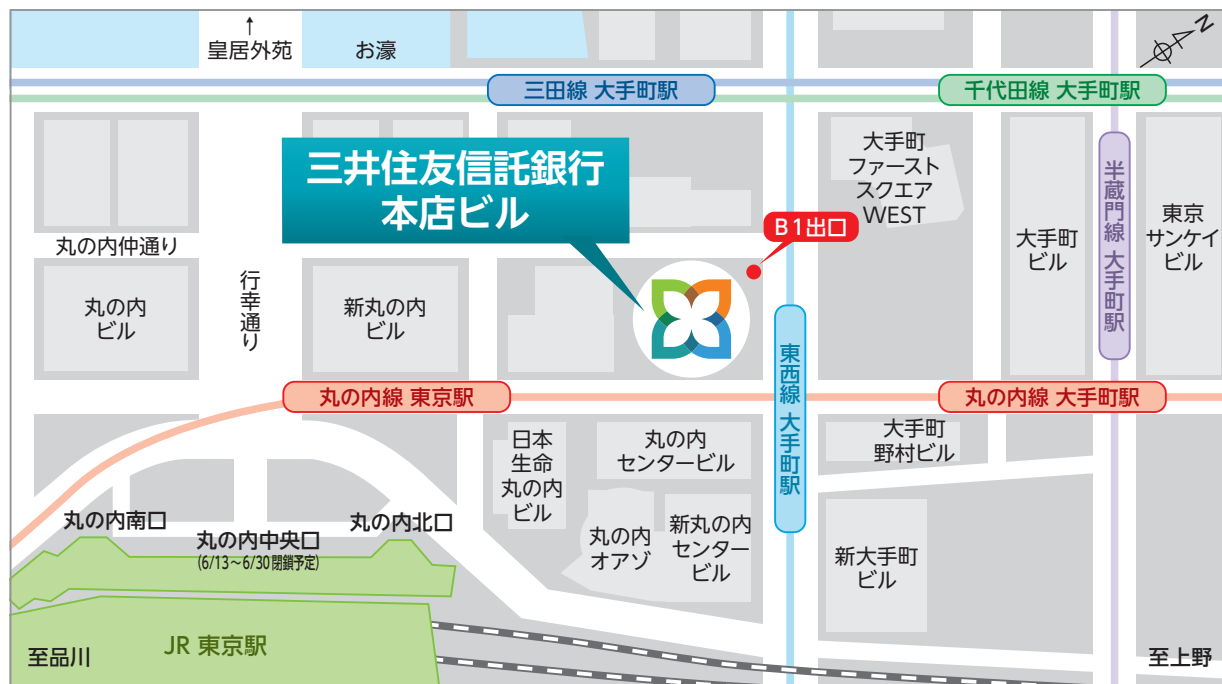 ↑
皇居外苑
お濠
N
三田線 大手町駅
千代田線 大手町駅
三井住友信託銀行
本店ビル
大手町
ファースト
スクエア
WEST
B1出口
大手町
ビル
半蔵門線 大手町駅
東京
サンケイ
ビル
丸の内仲通り
丸の内
ビル
行幸通り
新丸の内
ビル
東西線 大手町駅
丸の内線 東京駅
丸の内線 大手町駅
日本
生命
丸の内
ビル
丸の内
センタービル
大手町
野村ビル
丸の内南口
丸の内中央口
(6/13～6/30閉鎖予定)
丸の内北口
丸の内
オアゾ
新丸の内
センター
ビル
新大手町
ビル
至品川
JR 東京駅
至上野